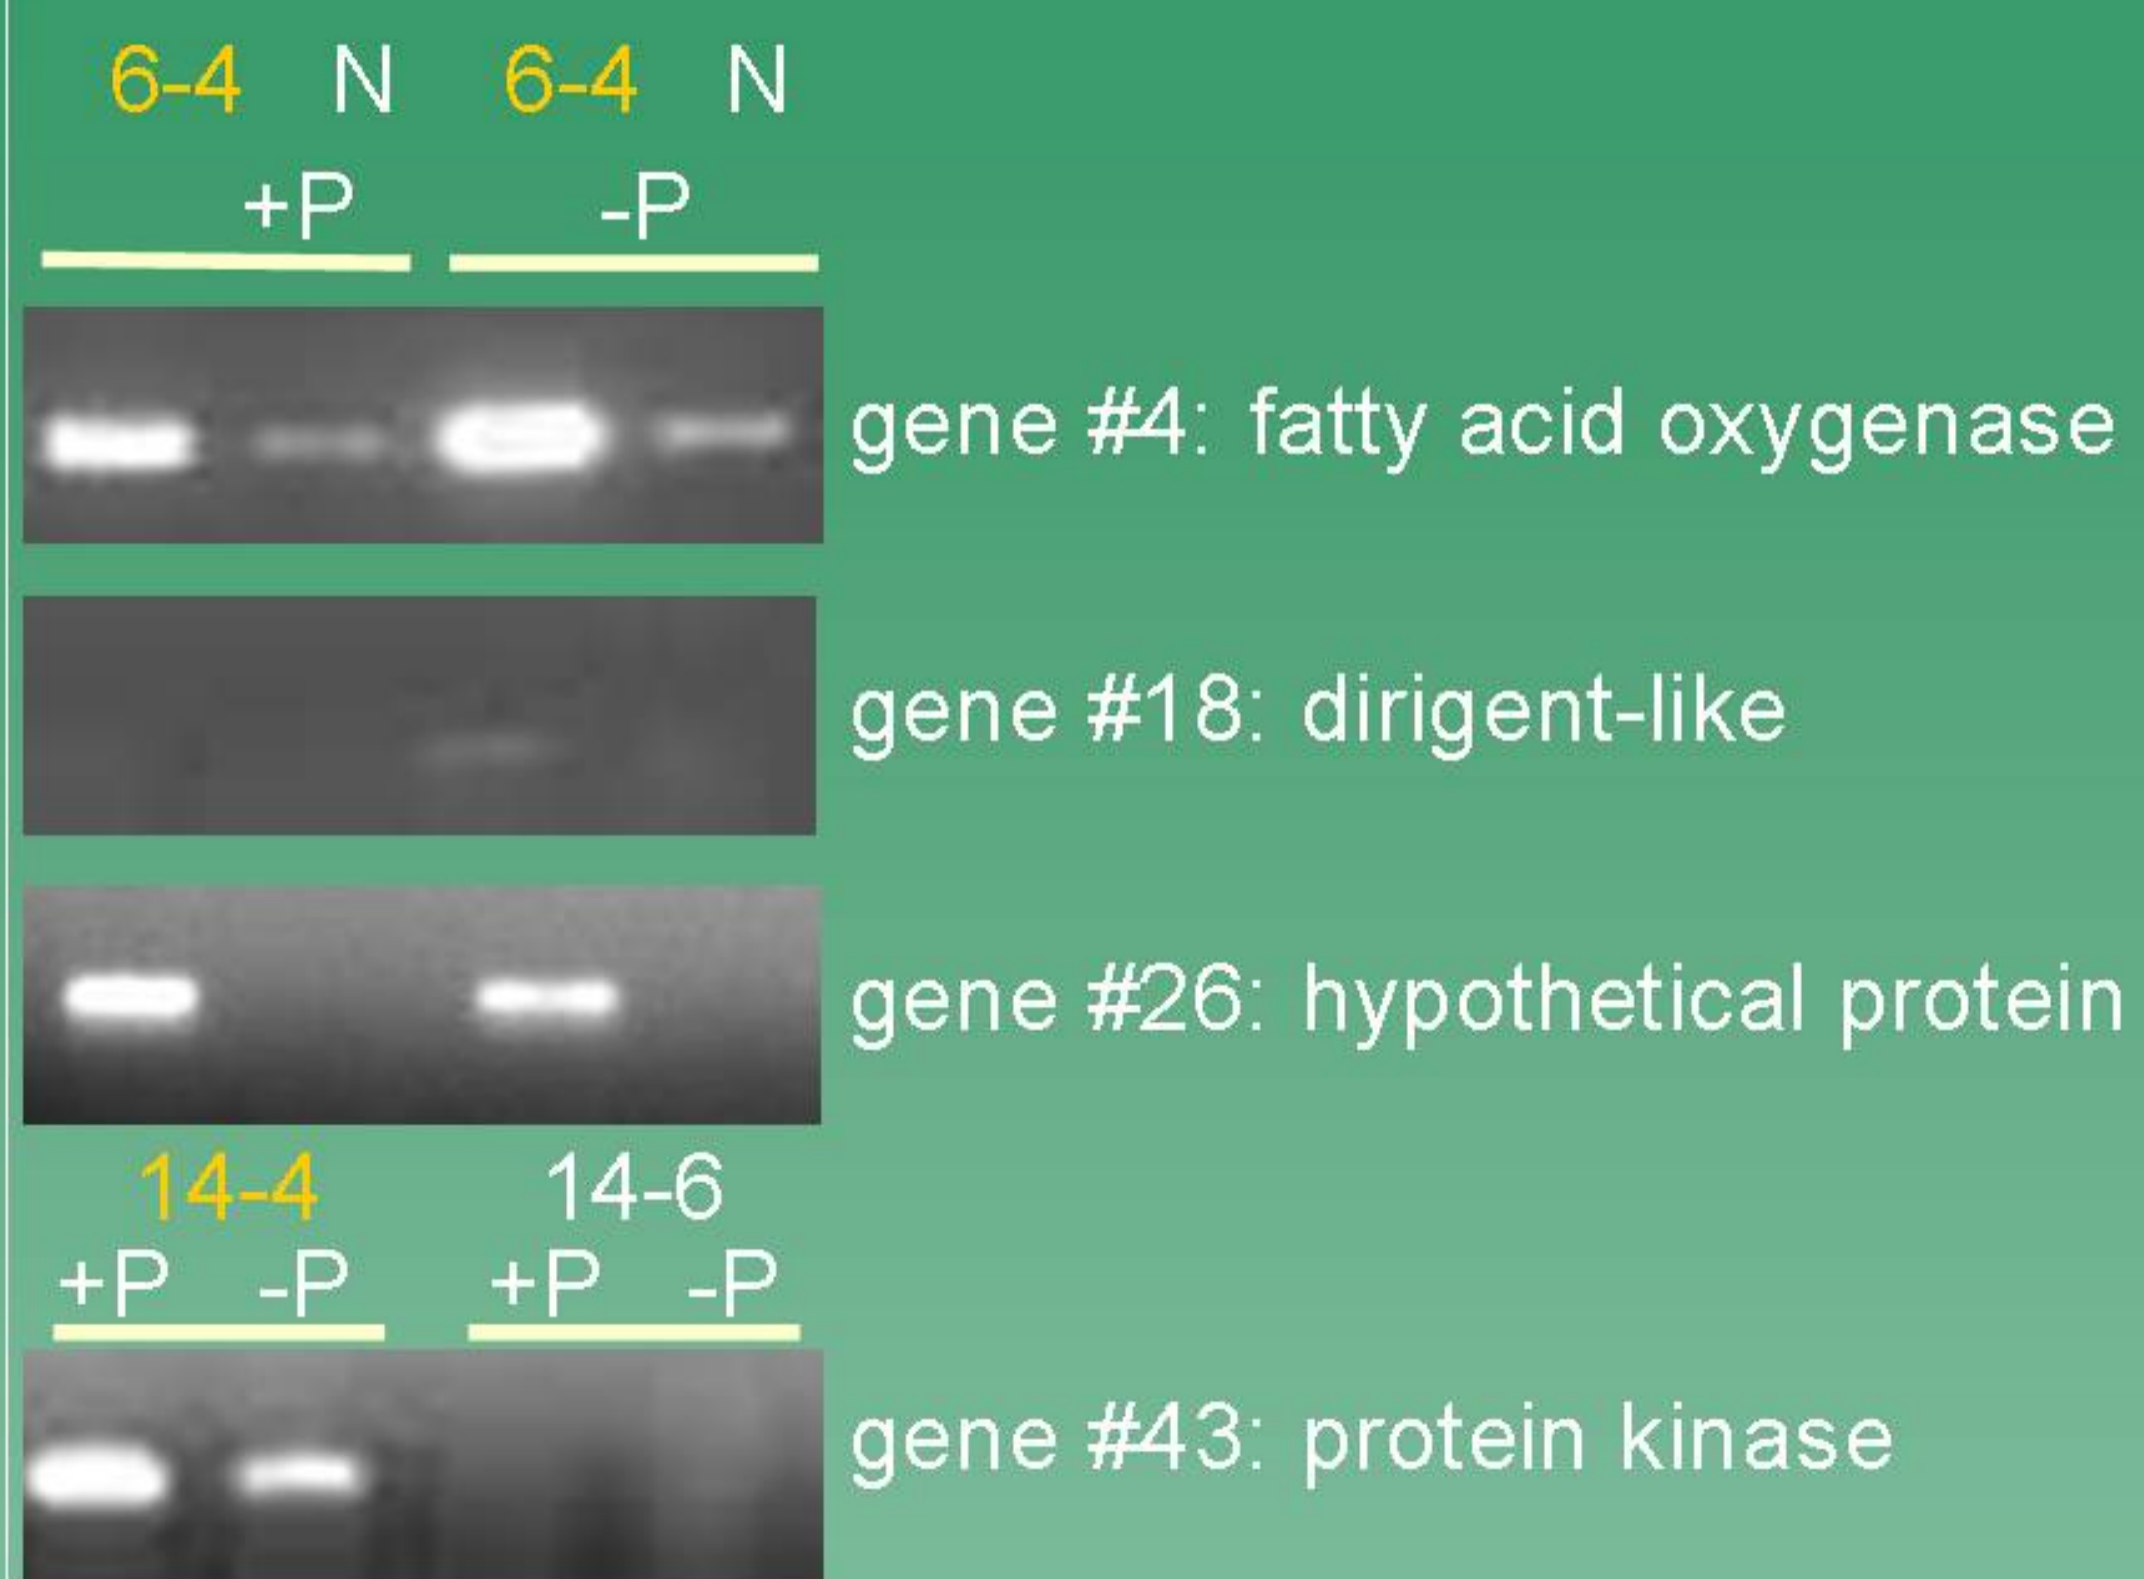 6-4 N 6-4 N
+P -P
gene #4: fatty acid oxygenase
gene #18: dirigent-like
gene #26: hypothetical protein
14-4 14-6
+P -P +P -P
gene #43: protein kinase